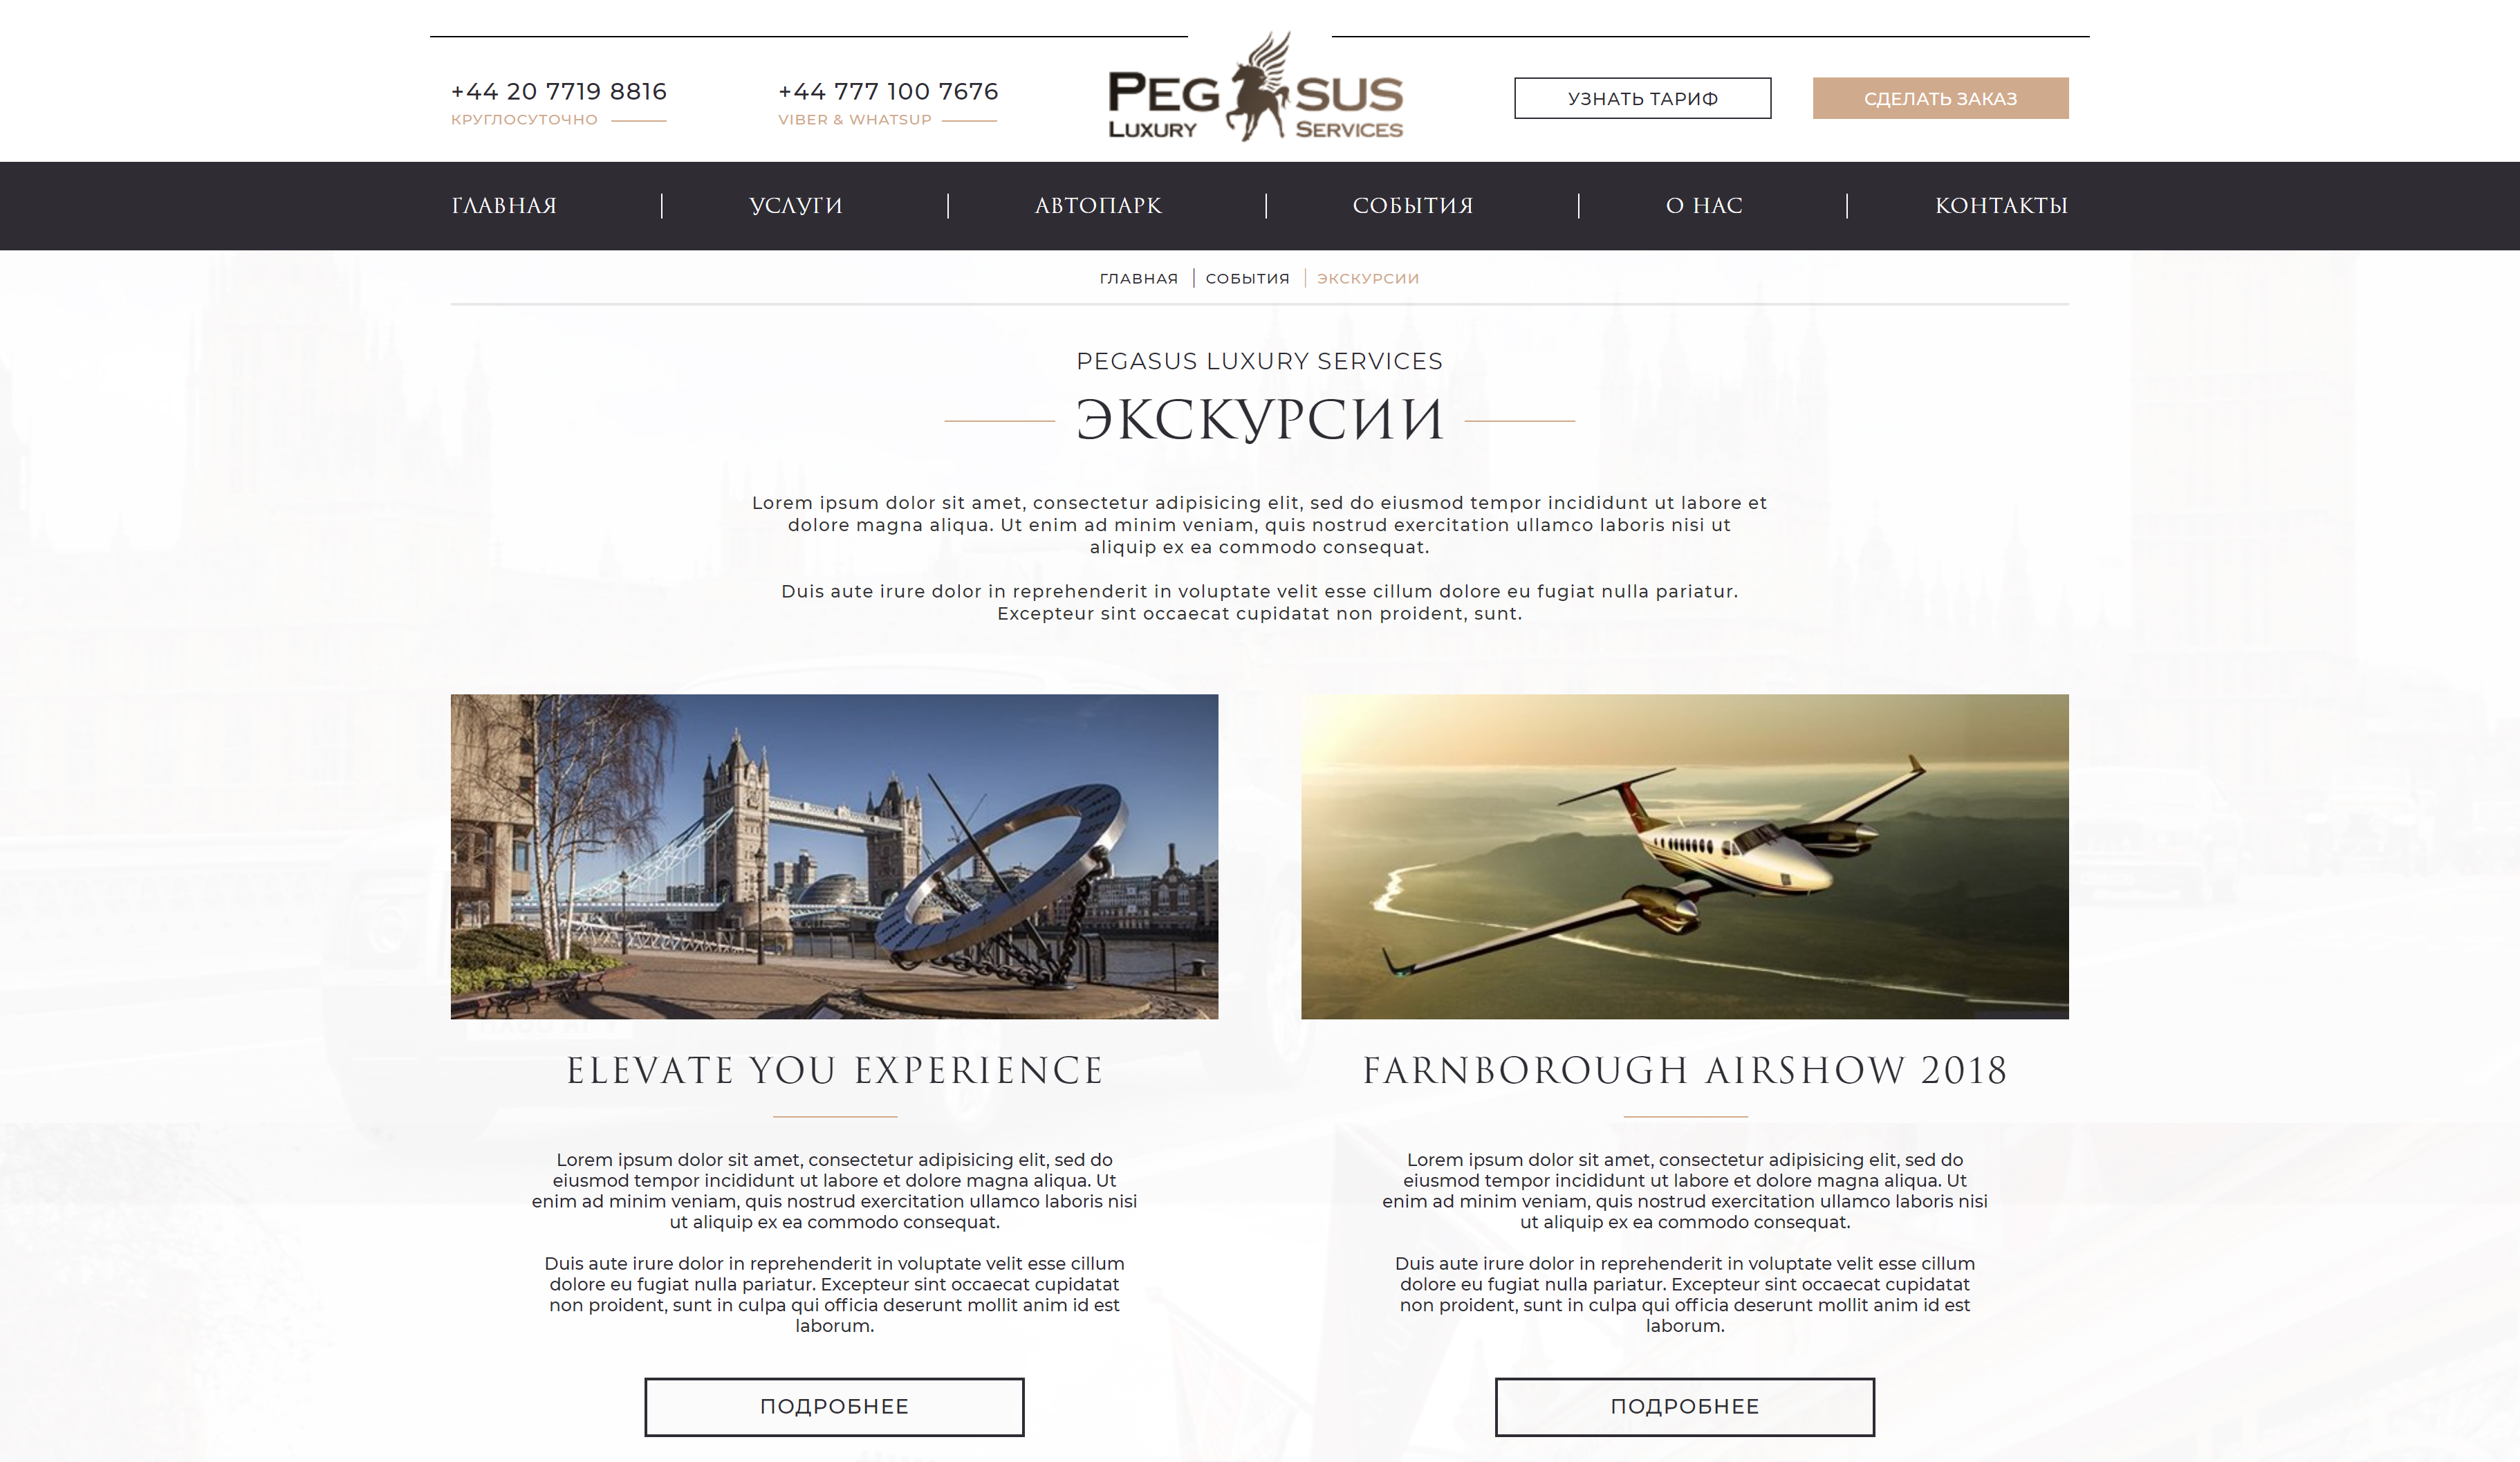 +44 20 7719 8816
КРУГЛОСУТОЧНО
+44 777 100 7676
VIBER & WHATSUP
PEGASUS
LUXURY SERVICES
УЗНАТЬ ТАРИФ
СДЕЛАТЬ ЗАКАЗ
ГЛАВНАЯ
УСЛУГИ
АВТОПАРК
СОБЫТИЯ
О НАС
КОНТАКТЫ
ГЛАВНАЯ | СОБЫТИЯ | ЭКСКУРСИИ
PEGASUS LUXURY SERVICES
ЭКСКУРСИИ
Lorem ipsum dolor sit amet, consectetur adipisicing elit, sed do eiusmod tempor incididunt ut labore et
dolore magna aliqua. Ut enim ad minim veniam, quis nostrud exercitation ullamco laboris nisi ut
aliquip ex ea commodo consequat.
Duis aute irure dolor in reprehenderit in voluptate velit esse cillum dolore eu fugiat nulla pariatur.
Excepteur sint occaecat cupidatat non proident, sunt.
ELEVATE YOU EXPERIENCE
Lorem ipsum dolor sit amet, consectetur adipisicing elit, sed do
eiusmod tempor incididunt ut labore et dolore magna aliqua. Ut
enim ad minim veniam, quis nostrud exercitation ullamco laboris nisi
ut aliquip ex ea commodo consequat.
Duis aute irure dolor in reprehenderit in voluptate velit esse cillum
dolore eu fugiat nulla pariatur. Excepteur sint occaecat cupidatat
non proident, sunt in culpa qui officia deserunt mollit anim id est
laborum.
ПОДРОБНЕЕ
FARNBOROUGH AIRSHOW 2018
Lorem ipsum dolor sit amet, consectetur adipisicing elit, sed do
eiusmod tempor incididunt ut labore et dolore magna aliqua. Ut
enim ad minim veniam, quis nostrud exercitation ullamco laboris nisi
ut aliquip ex ea commodo consequat.
Duis aute irure dolor in reprehenderit in voluptate velit esse cillum
dolore eu fugiat nulla pariatur. Excepteur sint occaecat cupidatat
non proident, sunt in culpa qui officia deserunt mollit anim id est
laborum.
ПОДРОБНЕЕ